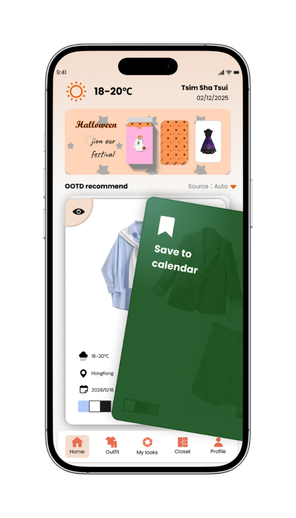 9:41
18-20°C
Tsim Sha Tsui
02/12/2025
Halloween
jion our
festival
OOTD recommend
Source : Auto
Save to
calendar
18-20°C
HongKong
2026/5/18
Home
Outfit
My looks
Closet
Profile